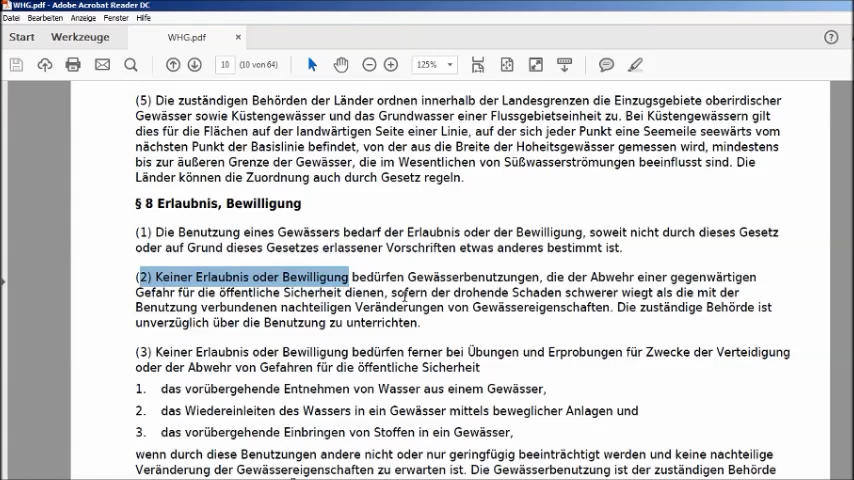 WHG.pdf - Adobe Acrobat Reader DC
Datei Bearbeiten Anzeige Fenster Hilfe
Start Werkzeuge WHG.pdf ×
10 (10 von 64) 125%
(5) Die zuständigen Behörden der Länder ordnen innerhalb der Landesgrenzen die Einzugsgebiete oberirdischer
Gewässer sowie Küstengewässer und das Grundwasser einer Flussgebietseinheit zu. Bei Küstengewässern gilt
dies für die Flächen auf der landwärtigen Seite einer Linie, auf der sich jeder Punkt eine Seemeile seewärts vom
nächsten Punkt der Basislinie befindet, von der aus die Breite der Hoheitsgewässer gemessen wird, mindestens
bis zur äußeren Grenze der Gewässer, die im Wesentlichen von Süßwasserströmungen beeinflusst sind. Die
Länder können die Zuordnung auch durch Gesetz regeln.
§ 8 Erlaubnis, Bewilligung
(1) Die Benutzung eines Gewässers bedarf der Erlaubnis oder der Bewilligung, soweit nicht durch dieses Gesetz
oder auf Grund dieses Gesetzes erlassener Vorschriften etwas anderes bestimmt ist.
(2) Keiner Erlaubnis oder Bewilligung bedürfen Gewässerbenutzungen, die der Abwehr einer gegenwärtigen
Gefahr für die öffentliche Sicherheit dienen, sofern der drohende Schaden schwerer wiegt als die mit der
Benutzung verbundenen nachteiligen Veränderungen von Gewässereigenschaften. Die zuständige Behörde ist
unverzüglich über die Benutzung zu unterrichten.
(3) Keiner Erlaubnis oder Bewilligung bedürfen ferner bei Übungen und Erprobungen für Zwecke der Verteidigung
oder der Abwehr von Gefahren für die öffentliche Sicherheit
1. das vorübergehende Entnehmen von Wasser aus einem Gewässer,
2. das Wiedereinleiten des Wassers in ein Gewässer mittels beweglicher Anlagen und
3. das vorübergehende Einbringen von Stoffen in ein Gewässer,
wenn durch diese Benutzungen andere nicht oder nur geringfügig beeinträchtigt werden und keine nachteilige
Veränderung der Gewässereigenschaften zu erwarten ist. Die Gewässerbenutzung ist der zuständigen Behörde